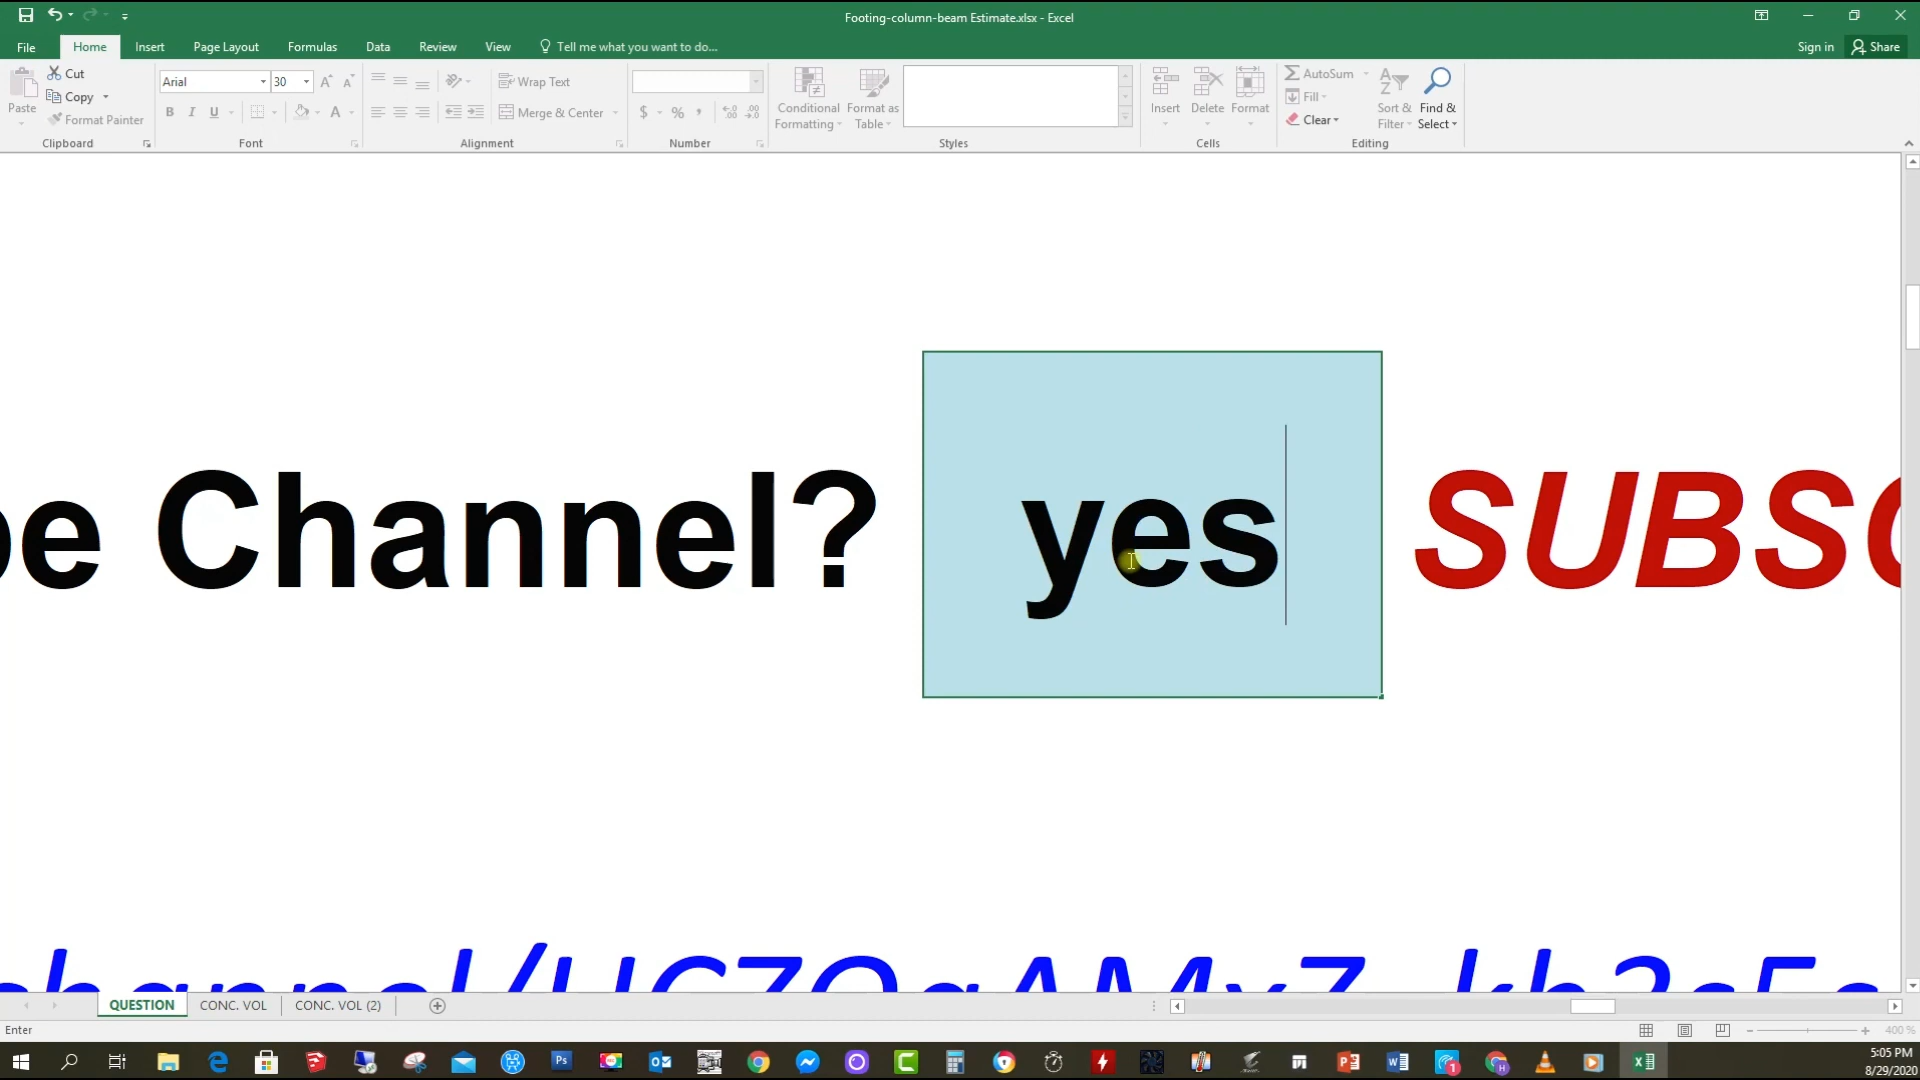 Footing-column-beam Estimate.xlsx - Excel
File Home Insert Page Layout Formulas Data Review View Tell me what you want to do... Sign in Share
Paste
Cut
Copy
Format Painter
Clipboard
Arial 30
B I U
Font
Wrap Text
Merge & Center
Alignment
$ %
Number
Conditional Formatting
Format as Table
Styles
Insert Delete Format
Cells
AutoSum
Fill
Clear
Sort & Filter
Find & Select
Editing
be Channel? yes SUBSC
QUESTION CONC. VOL CONC. VOL (2)
Enter
400 %
5:05 PM
8/29/2020